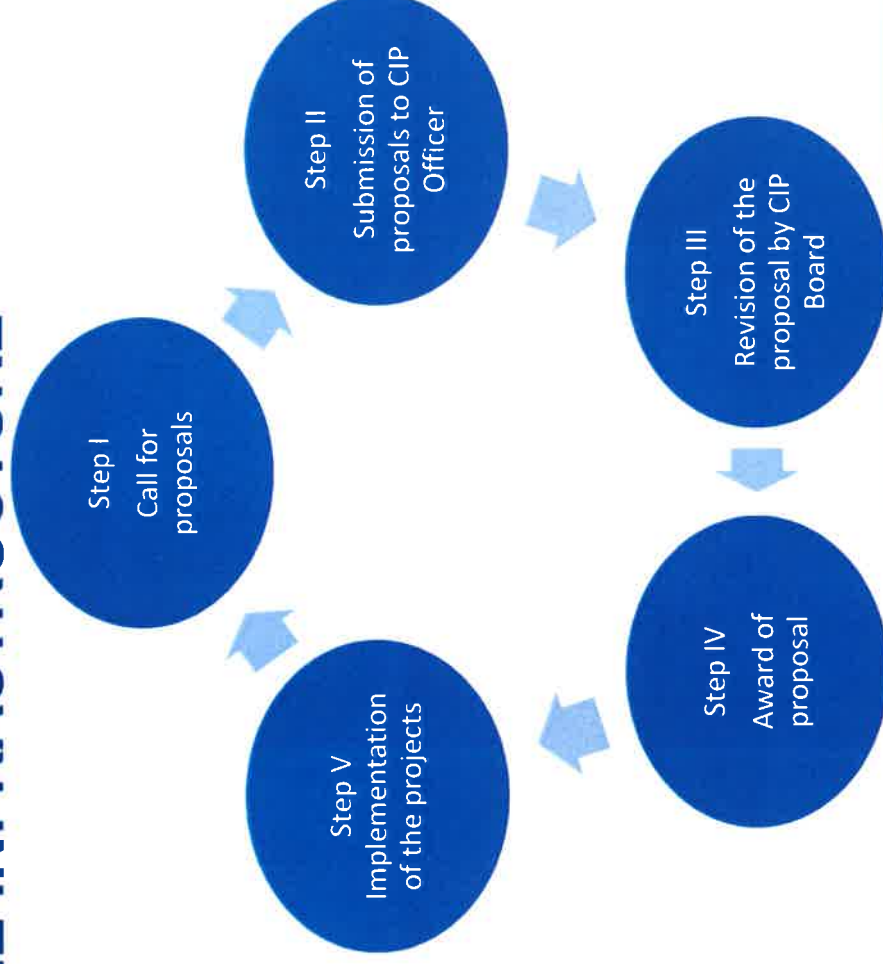 INFRASTRUCTURE
Step I
Call for
proposals
Step II
Submission of
proposals to CIP
Officer
Step III
Revision of the
proposal by CIP
Board
Step IV
Award of
proposal
Step V
Implementation
of the projects